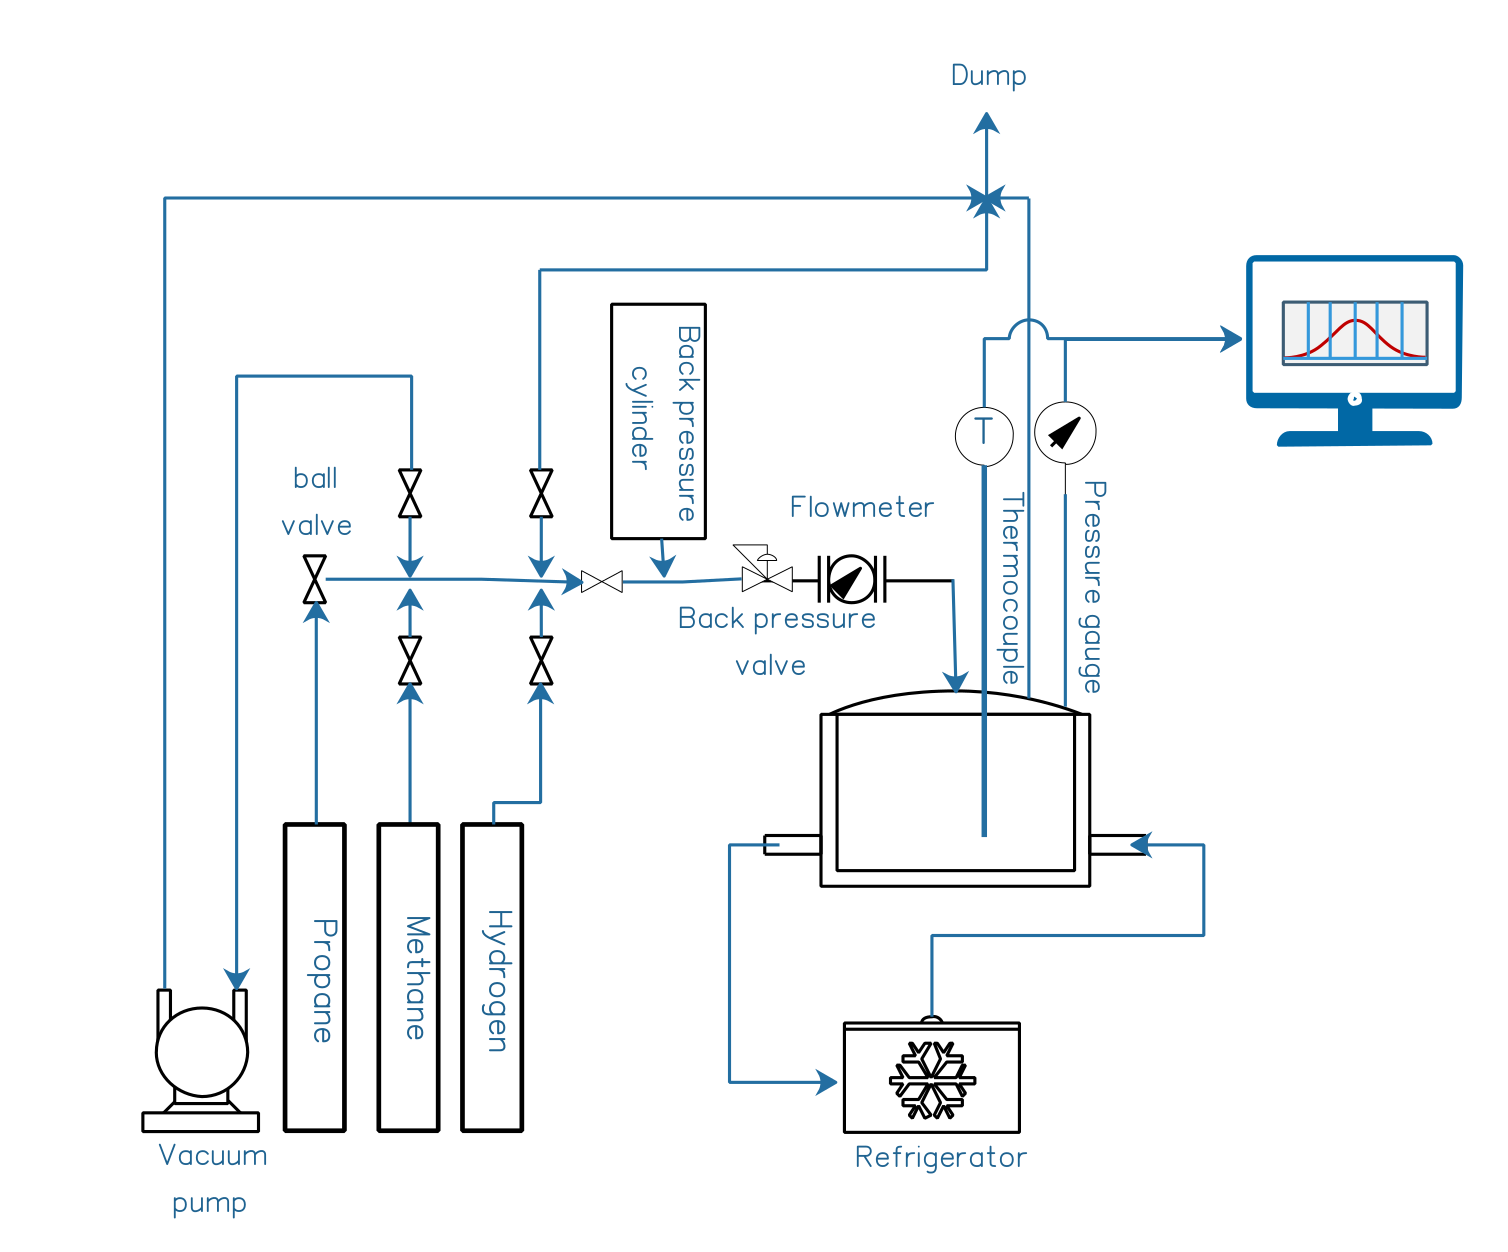 Dump
Back pressure
cylinder
ball
valve
Flowmeter
T
Thermocouple
Pressure gauge
Back pressure
valve
Propane
Methane
Hydrogen
Vacuum
pump
Refrigerator